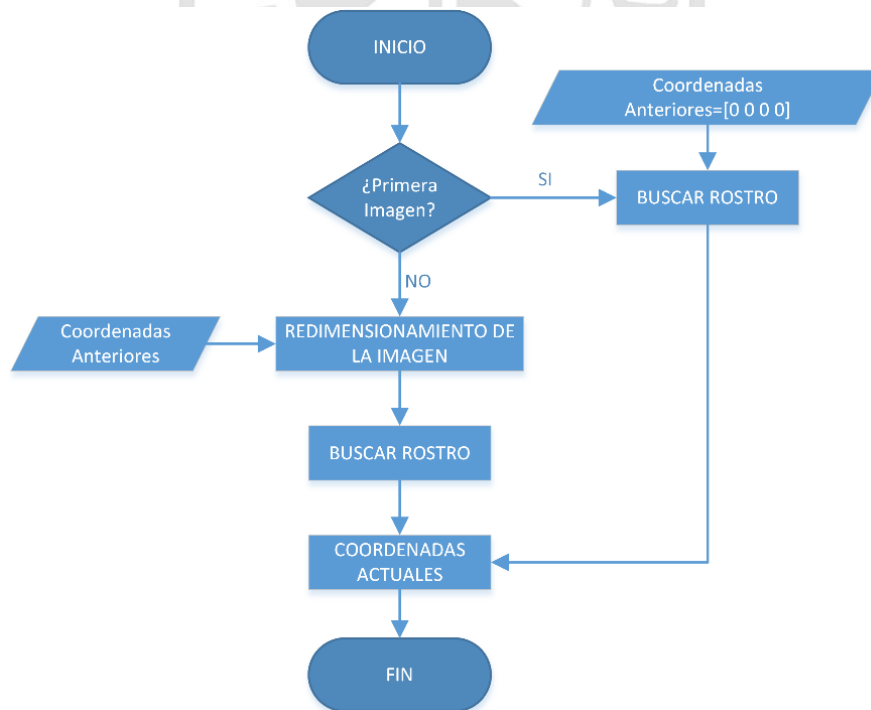 INICIO
Coordenadas
Anteriores=[0 0 0 0]
¿Primera
Imagen?
SI
BUSCAR ROSTRO
NO
Coordenadas
Anteriores
REDIMENSIONAMIENTO DE
LA IMAGEN
BUSCAR ROSTRO
COORDENADAS
ACTUALES
FIN